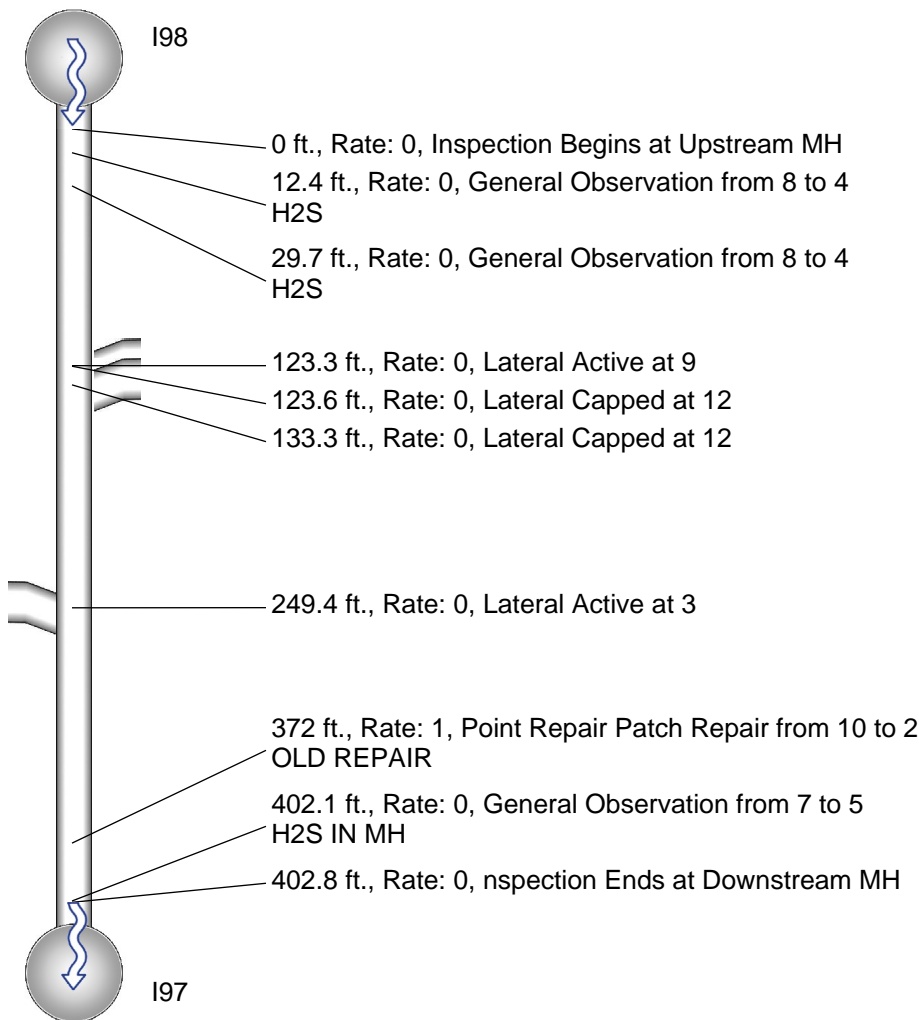 I98
0 ft., Rate: 0, Inspection Begins at Upstream MH
12.4 ft., Rate: 0, General Observation from 8 to 4
H2S
29.7 ft., Rate: 0, General Observation from 8 to 4
H2S
123.3 ft., Rate: 0, Lateral Active at 9
123.6 ft., Rate: 0, Lateral Capped at 12
133.3 ft., Rate: 0, Lateral Capped at 12
249.4 ft., Rate: 0, Lateral Active at 3
372 ft., Rate: 1, Point Repair Patch Repair from 10 to 2
OLD REPAIR
402.1 ft., Rate: 0, General Observation from 7 to 5
H2S IN MH
402.8 ft., Rate: 0, nspection Ends at Downstream MH
I97